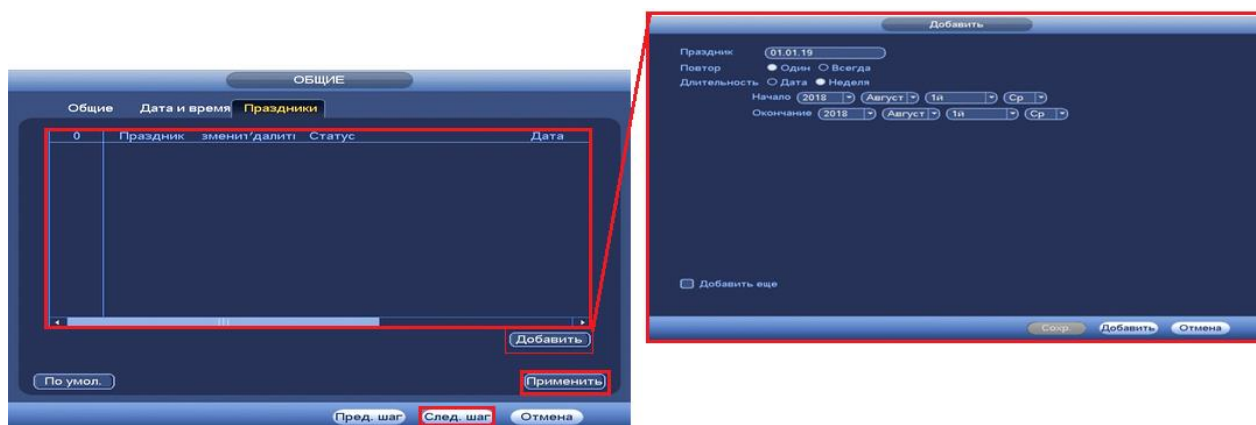 ОБЩИЕ
Общие Дата и время Праздники
0 Праздник зменит'далиті Статус Дата
Добавить
По умол. Применить
Пред. шаг След. шаг Отмена
Добавить
Праздник 01.01.19
Повтор Один Всегда
Длительность Дата Неделя
Начало 2018 Август 1й Ср
Окончание 2018 Август 1й Ср
Добавить еще
Сохр. Добавить Отмена